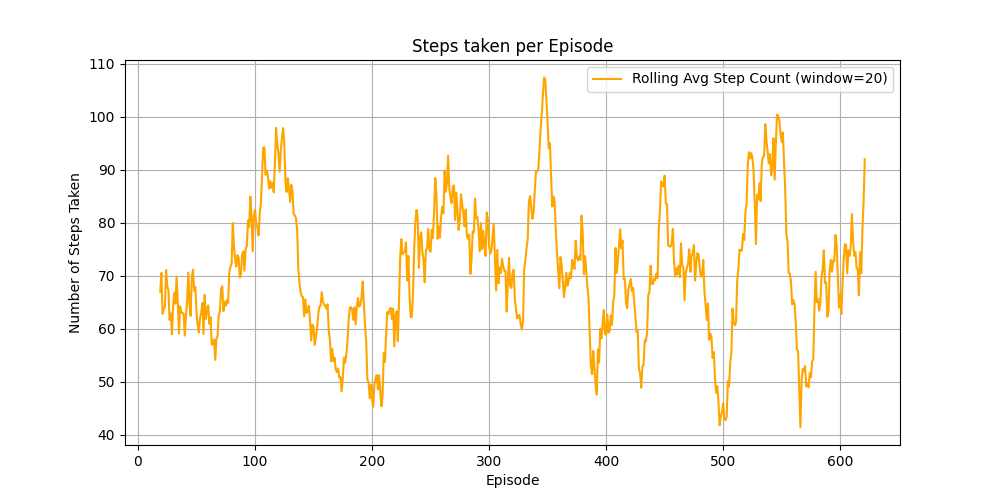 Steps taken per Episode
Rolling Avg Step Count (window=20)
Number of Steps Taken
110
100
90
80
70
60
50
40
0 100 200 300 400 500 600
Episode